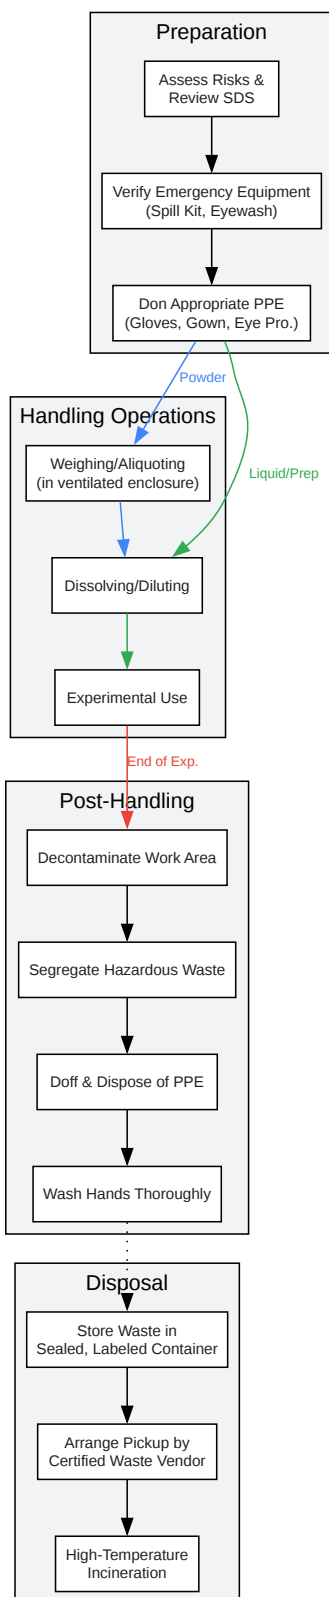 Preparation
Assess Risks &
Review SDS
Verify Emergency Equipment
(Spill Kit, Eyewash)
Don Appropriate PPE
(Gloves, Gown, Eye Pro.)
Powder
Handling Operations
Weighing/Aliquoting
(in ventilated enclosure)
Liquid/Prep
Dissolving/Diluting
Experimental Use
End of Exp.
Post-Handling
Decontaminate Work Area
Segregate Hazardous Waste
Doff & Dispose of PPE
Wash Hands Thoroughly
Disposal
Store Waste in
Sealed, Labeled Container
Arrange Pickup by
Certified Waste Vendor
High-Temperature
Incineration